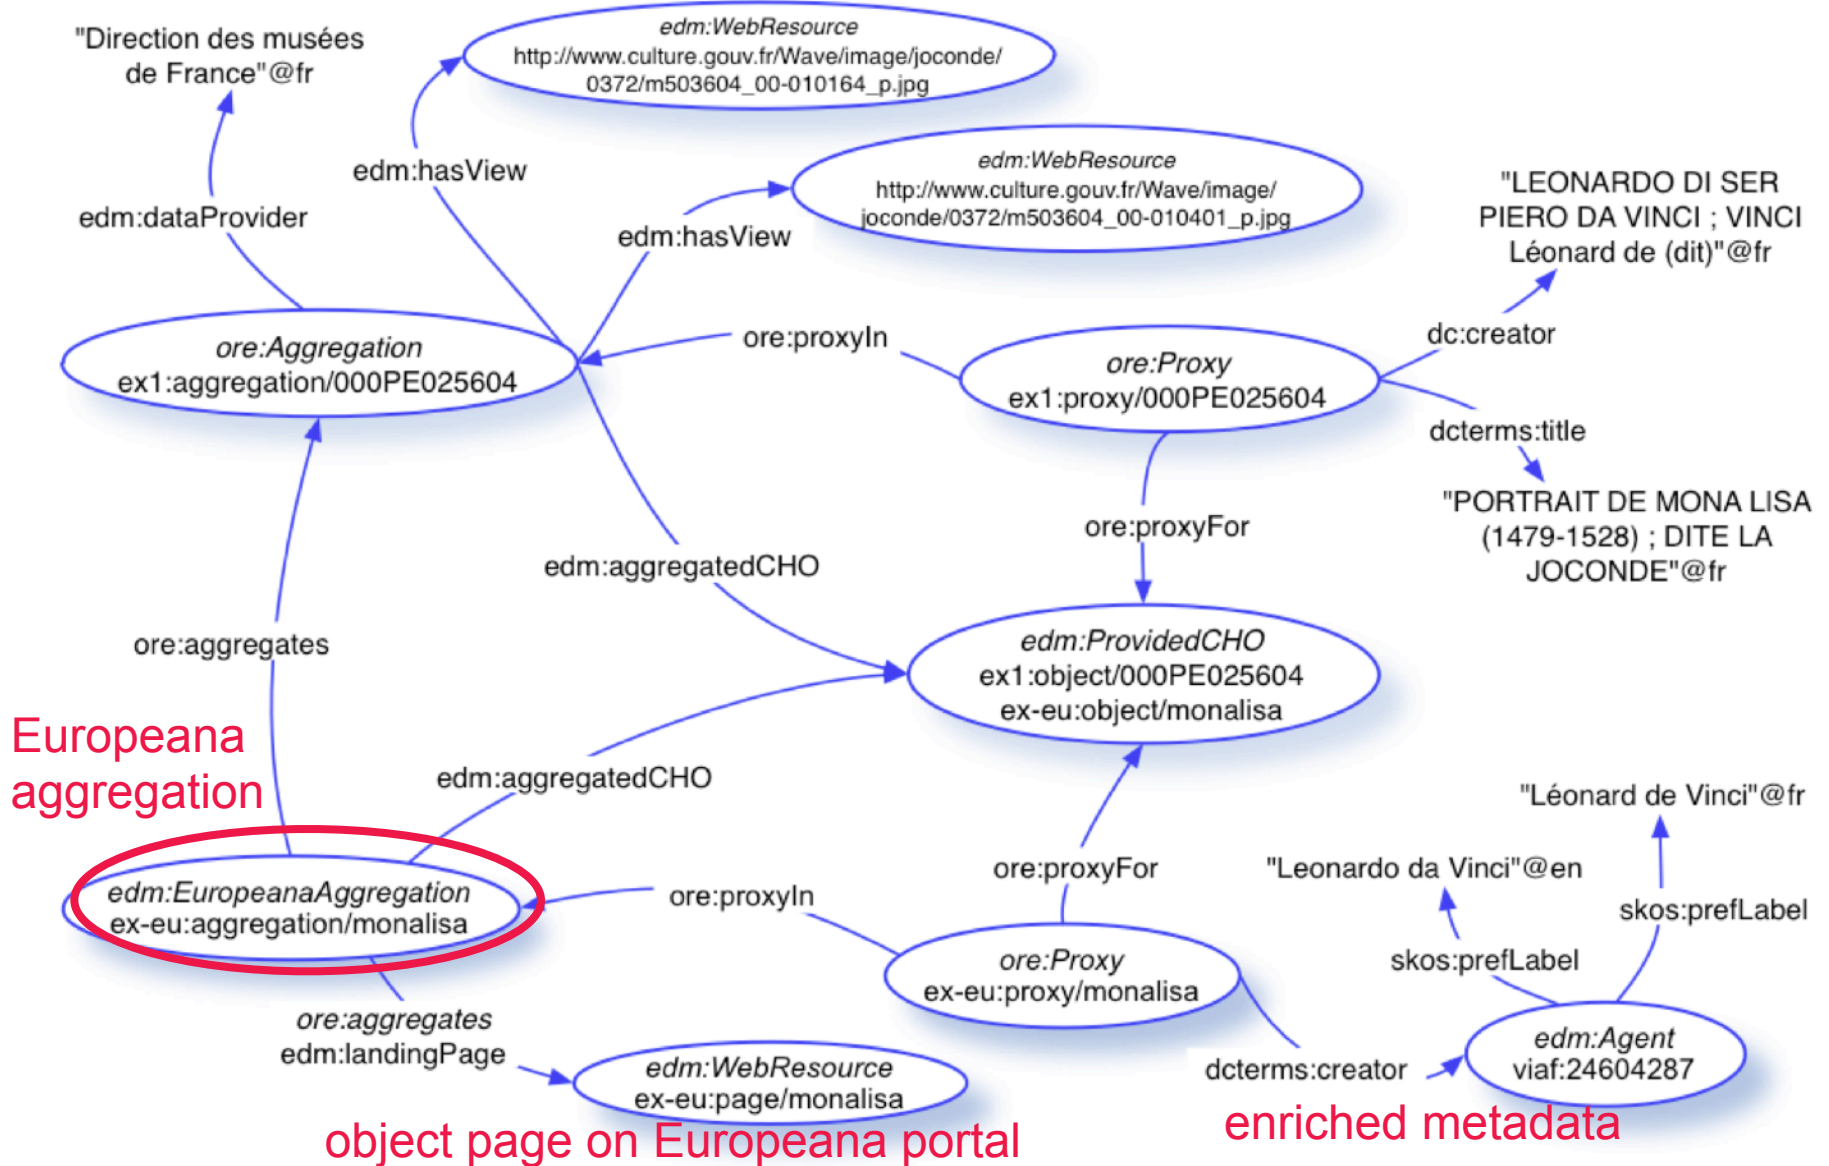 "Direction des musées
de France"@fr
edm:WebResource
http://www.culture.gouv.fr/Wave/image/joconde/
0372/m503604_00-010164_p.jpg
edm:hasView
edm:dataProvider
edm:WebResource
http://www.culture.gouv.fr/Wave/image/
joconde/0372/m503604_00-010401_p.jpg
edm:hasView
"LEONARDO DI SER
PIERO DA VINCI ; VINCI
Léonard de (dit)"@fr
ore:Aggregation
ex1:aggregation/000PE025604
ore:proxyIn
ore:Proxy
ex1:proxy/000PE025604
dc:creator
dcterms:title
"PORTRAIT DE MONA LISA
(1479-1528) ; DITE LA
JOCONDE"@fr
ore:proxyFor
edm:aggregatedCHO
ore:aggregates
edm:ProvidedCHO
ex1:object/000PE025604
ex-eu:object/monalisa
Europeana
aggregation
edm:aggregatedCHO
"Léonard de Vinci"@fr
"Leonardo da Vinci"@en
ore:proxyFor
edm:EuropeanaAggregation
ex-eu:aggregation/monalisa
ore:proxyIn
skos:prefLabel
skos:prefLabel
ore:Proxy
ex-eu:proxy/monalisa
ore:aggregates
edm:landingPage
edm:WebResource
ex-eu:page/monalisa
dcterms:creator
edm:Agent
viaf:24604287
object page on Europeana portal
enriched metadata